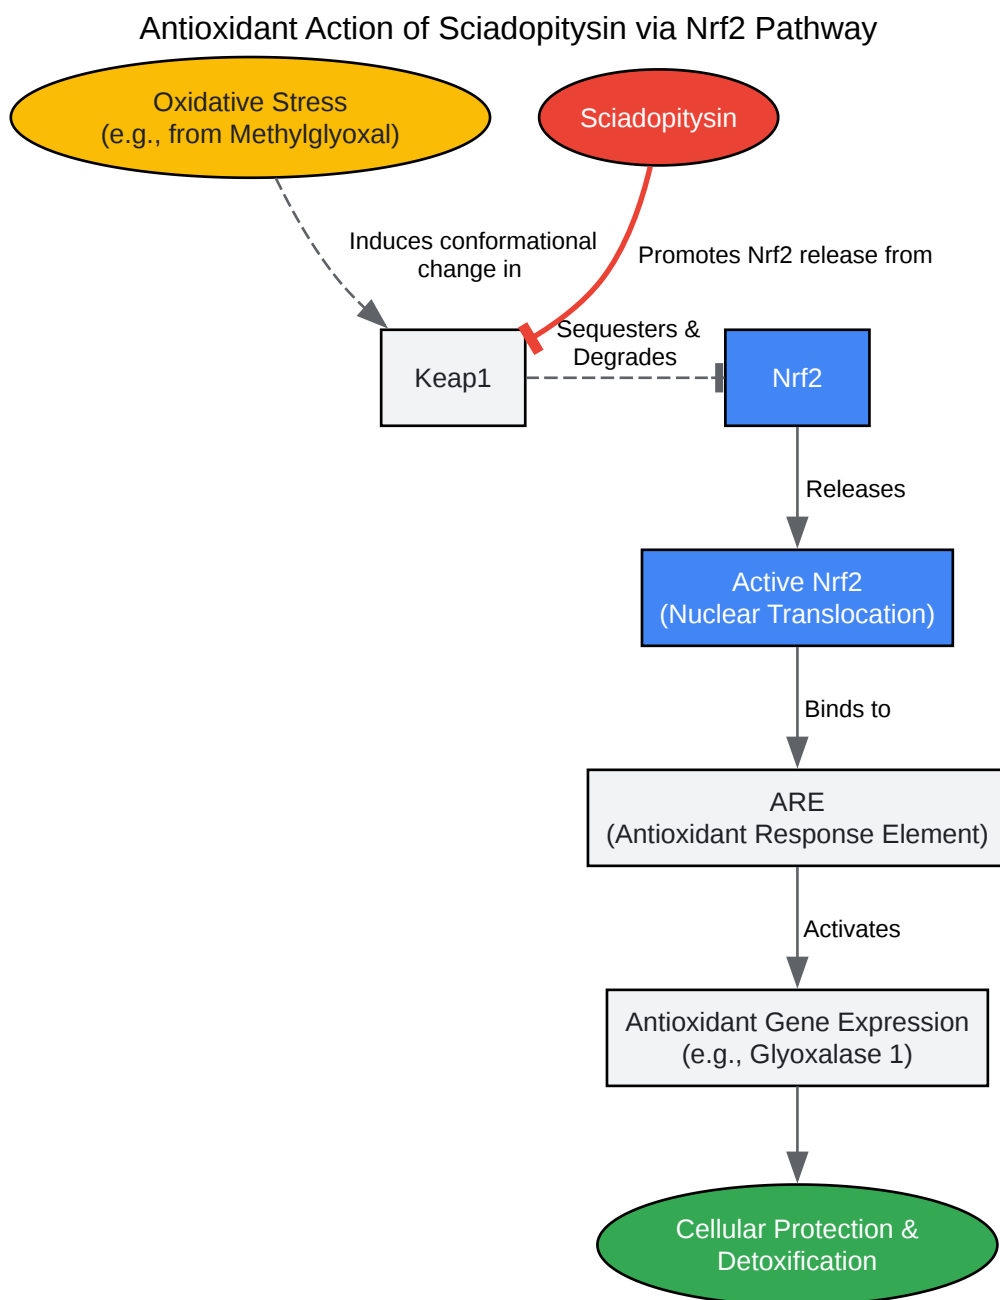 Antioxidant Action of Sciadopitysin via Nrf2 Pathway
Oxidative Stress
(e.g., from Methylglyoxal)
Sciadopitysin
Induces conformational
change in
Promotes Nrf2 release from
Keap1
Sequesters &
Degrades
Nrf2
Releases
Active Nrf2
(Nuclear Translocation)
Binds to
ARE
(Antioxidant Response Element)
Activates
Antioxidant Gene Expression
(e.g., Glyoxalase 1)
Cellular Protection &
Detoxification